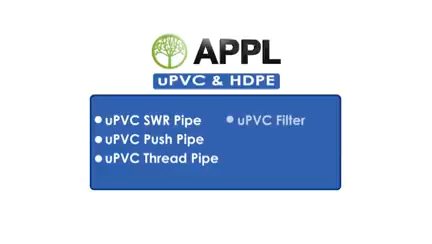 APPL
uPVC & HDPE
uPVC SWR Pipe
uPVC Filter
uPVC Push Pipe
uPVC Thread Pipe